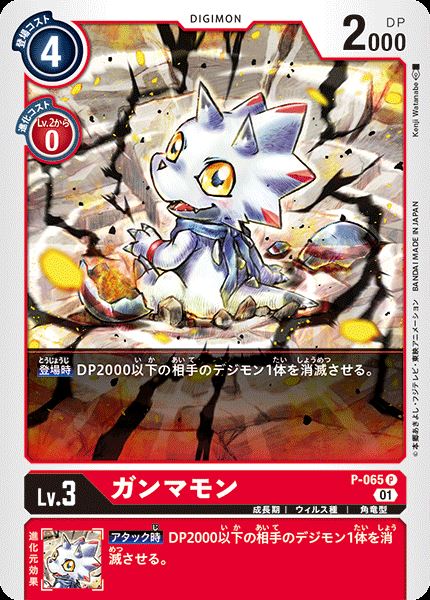 DIGIMON
登場コスト
4
2000
DP
進化コスト
Lv.2から
0
Kenji Watanabe
BANDAI MADE IN JAPAN
©本郷あきよし・フジテレビ・東映アニメーション
登場時 DP2000以下の相手のデジモン1体を消滅させる。
P-065 P
01
Lv.3
ガンマモン
成長期 | ウィルス種 | 角竜型
進化元効果
アタック時 DP2000以下の相手のデジモン1体を消
滅させる。